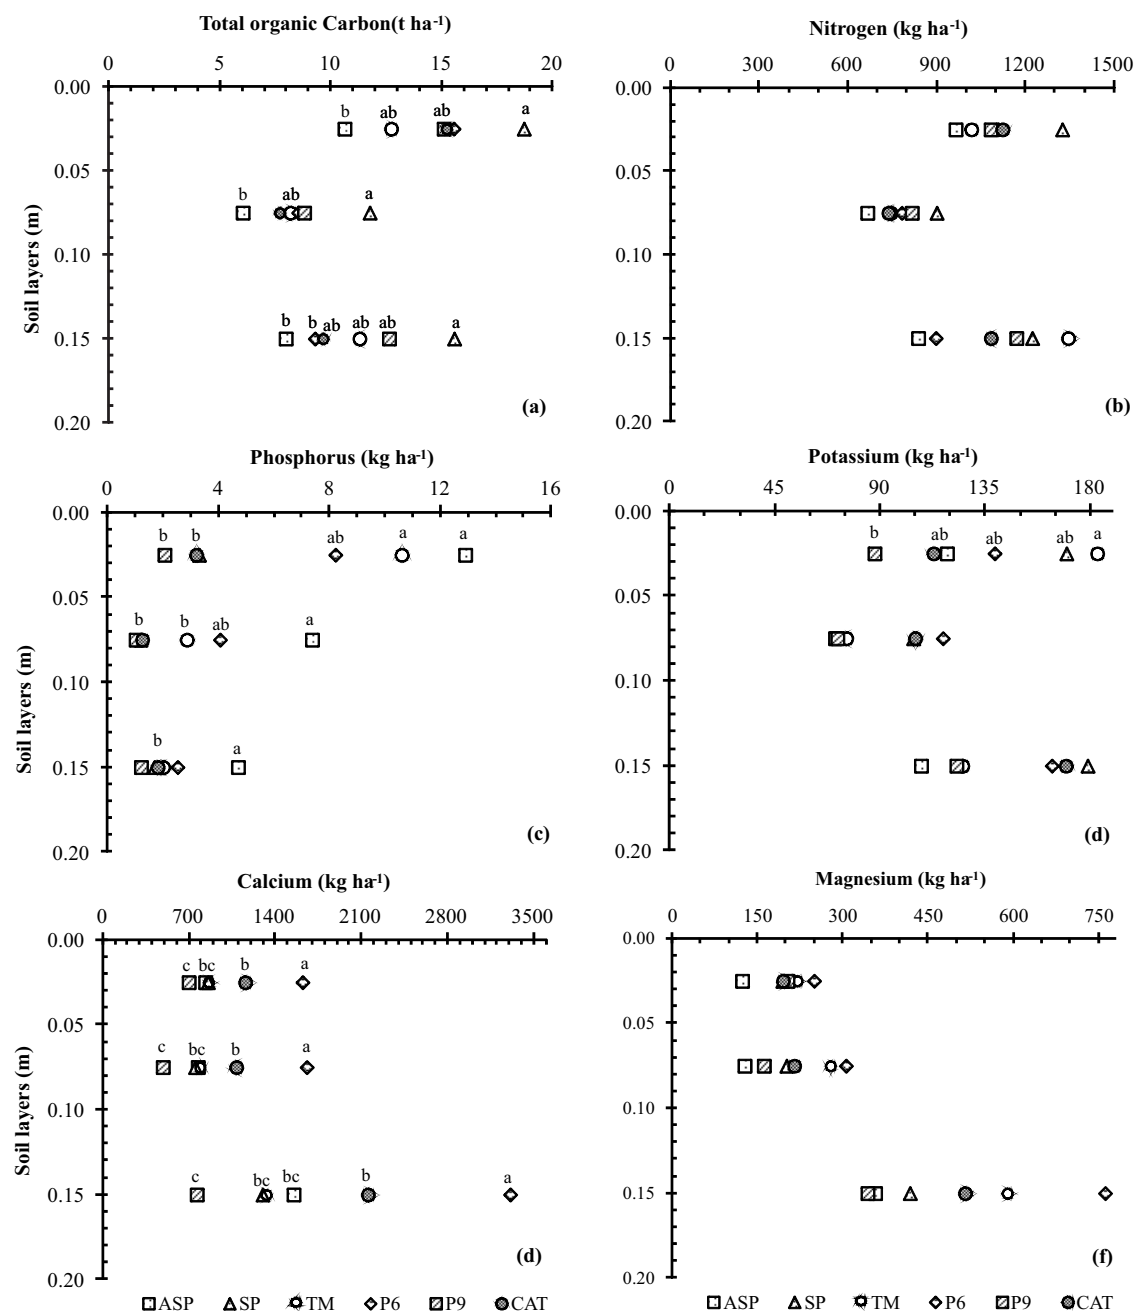 Total organic Carbon(t ha-1)
0 5 10 15 20
0.00
b ab ab a
0.05
b ab a
0.10
b b ab ab ab a
0.15
0.20
Soil layers (m)
(a)
Nitrogen (kg ha-1)
0 300 600 900 1200 1500
0.00
0.05
0.10
0.15
0.20
(b)
Phosphorus (kg ha-1)
0 4 8 12 16
0.00
b b ab a a
0.05
b b ab a
0.10
b a
0.15
0.20
Soil layers (m)
(c)
Potassium (kg ha-1)
0 45 90 135 180
0.00
b ab ab ab a
0.05
0.10
0.15
0.20
(d)
Calcium (kg ha-1)
0 700 1400 2100 2800 3500
0.00
c bc b a
0.05
c bc b a
0.10
c bc bc b a
0.15
0.20
Soil layers (m)
(d)
Magnesium (kg ha-1)
0 150 300 450 600 750
0.00
0.05
0.10
0.15
0.20
(f)
ASP SP TM P6 P9 CAT
ASP SP TM P6 P9 CAT